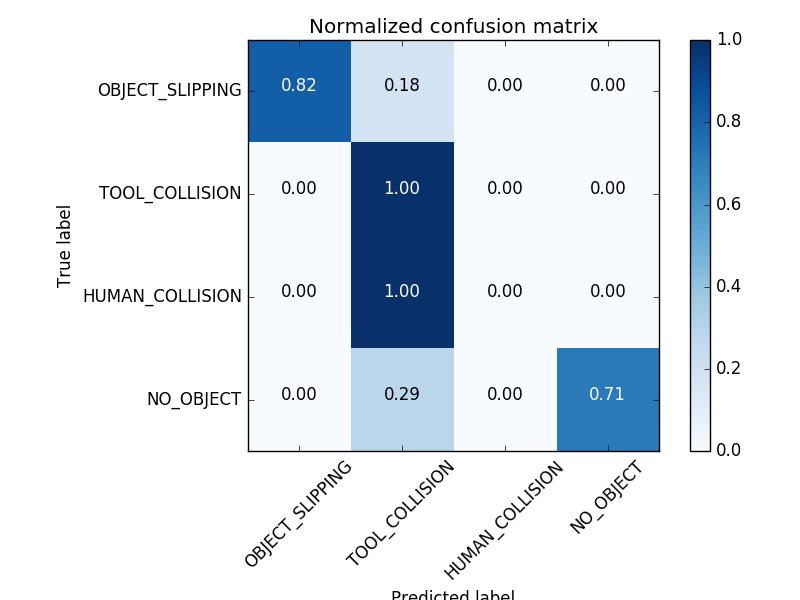 Normalized confusion matrix
True label
OBJECT_SLIPPING 0.82 0.18 0.00 0.00
TOOL_COLLISION 0.00 1.00 0.00 0.00
HUMAN_COLLISION 0.00 1.00 0.00 0.00
NO_OBJECT 0.00 0.29 0.00 0.71
OBJECT_SLIPPING
TOOL_COLLISION
HUMAN_COLLISION
NO_OBJECT
Predicted label
1.0
0.8
0.6
0.4
0.2
0.0